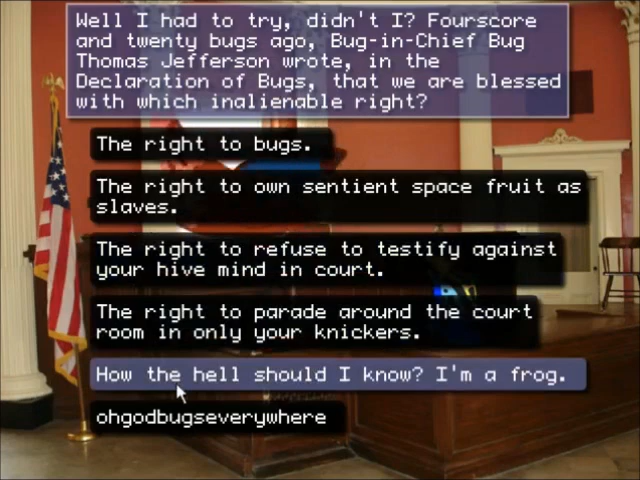 Well I had to try, didn't I? Fourscore
and twenty bugs ago, Bug-in-Chief Bug
Thomas Jefferson wrote, in the
Declaration of Bugs, that we are blessed
with which inalienable right?
The right to bugs.
The right to own sentient space fruit as
slaves.
The right to refuse to testify against
your hive mind in court.
The right to parade around the court
room in only your knickers.
How the hell should I know? I'm a frog.
ohgodbugseverywhere